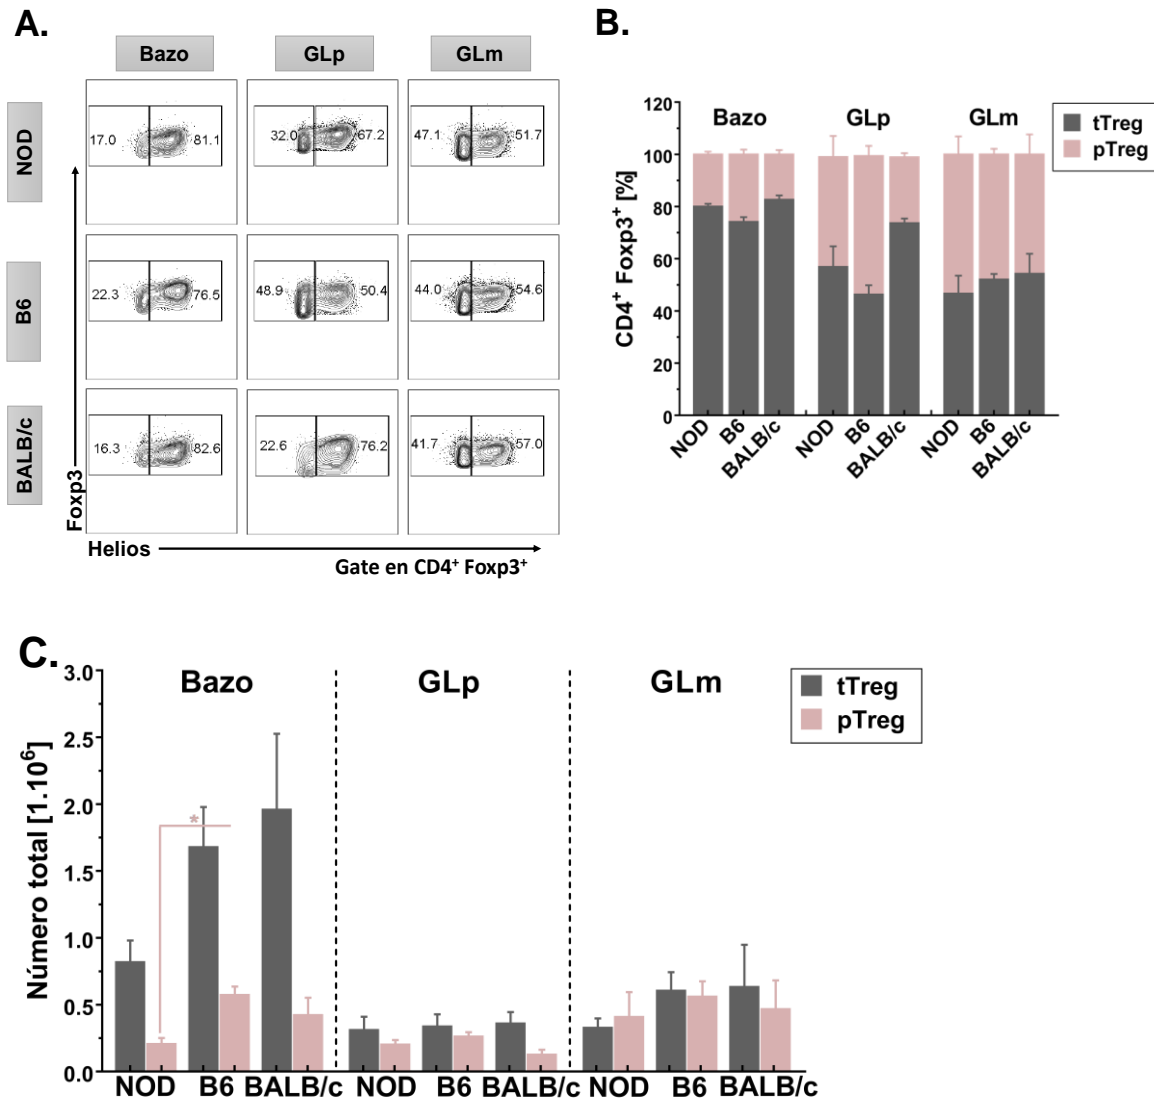 A.
Bazo GLp GLm
NOD
17.0 81.1 32.0 67.2 47.1 51.7
B6
22.3 76.5 48.9 50.4 44.0 54.6
BALB/c
16.3 82.6 22.6 76.2 41.7 57.0
Foxp3
Helios
Gate en CD4⁺ Foxp3⁺
B.
120
100
80
60
40
20
0
CD4⁺ Foxp3⁺ [%]
Bazo GLp GLm
NOD B6 BALB/c NOD B6 BALB/c NOD B6 BALB/c
tTreg
pTreg
C.
3.0
2.5
2.0
1.5
1.0
0.5
0.0
Número total [1.10⁶]
Bazo GLp GLm
*
NOD B6 BALB/c NOD B6 BALB/c NOD B6 BALB/c
tTreg
pTreg